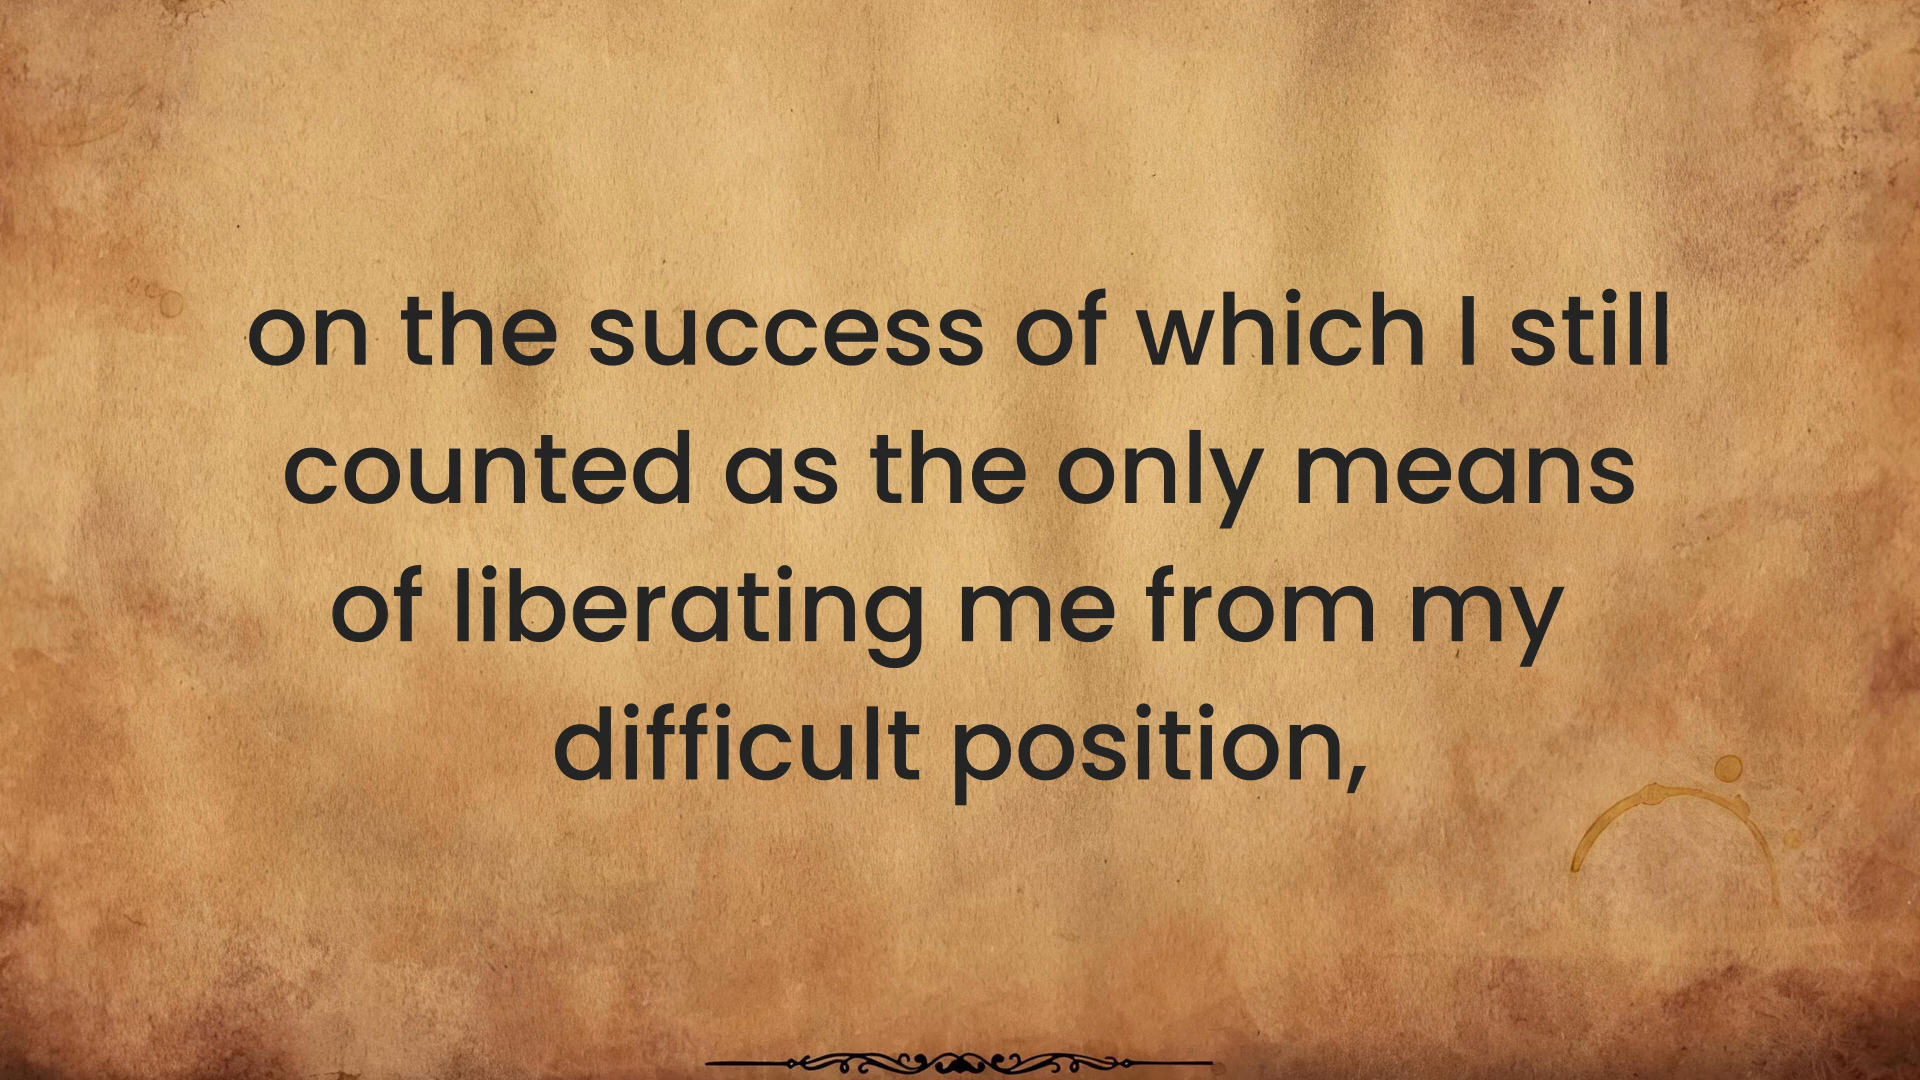 on the success of which I still
counted as the only means
of liberating me from my
difficult position,